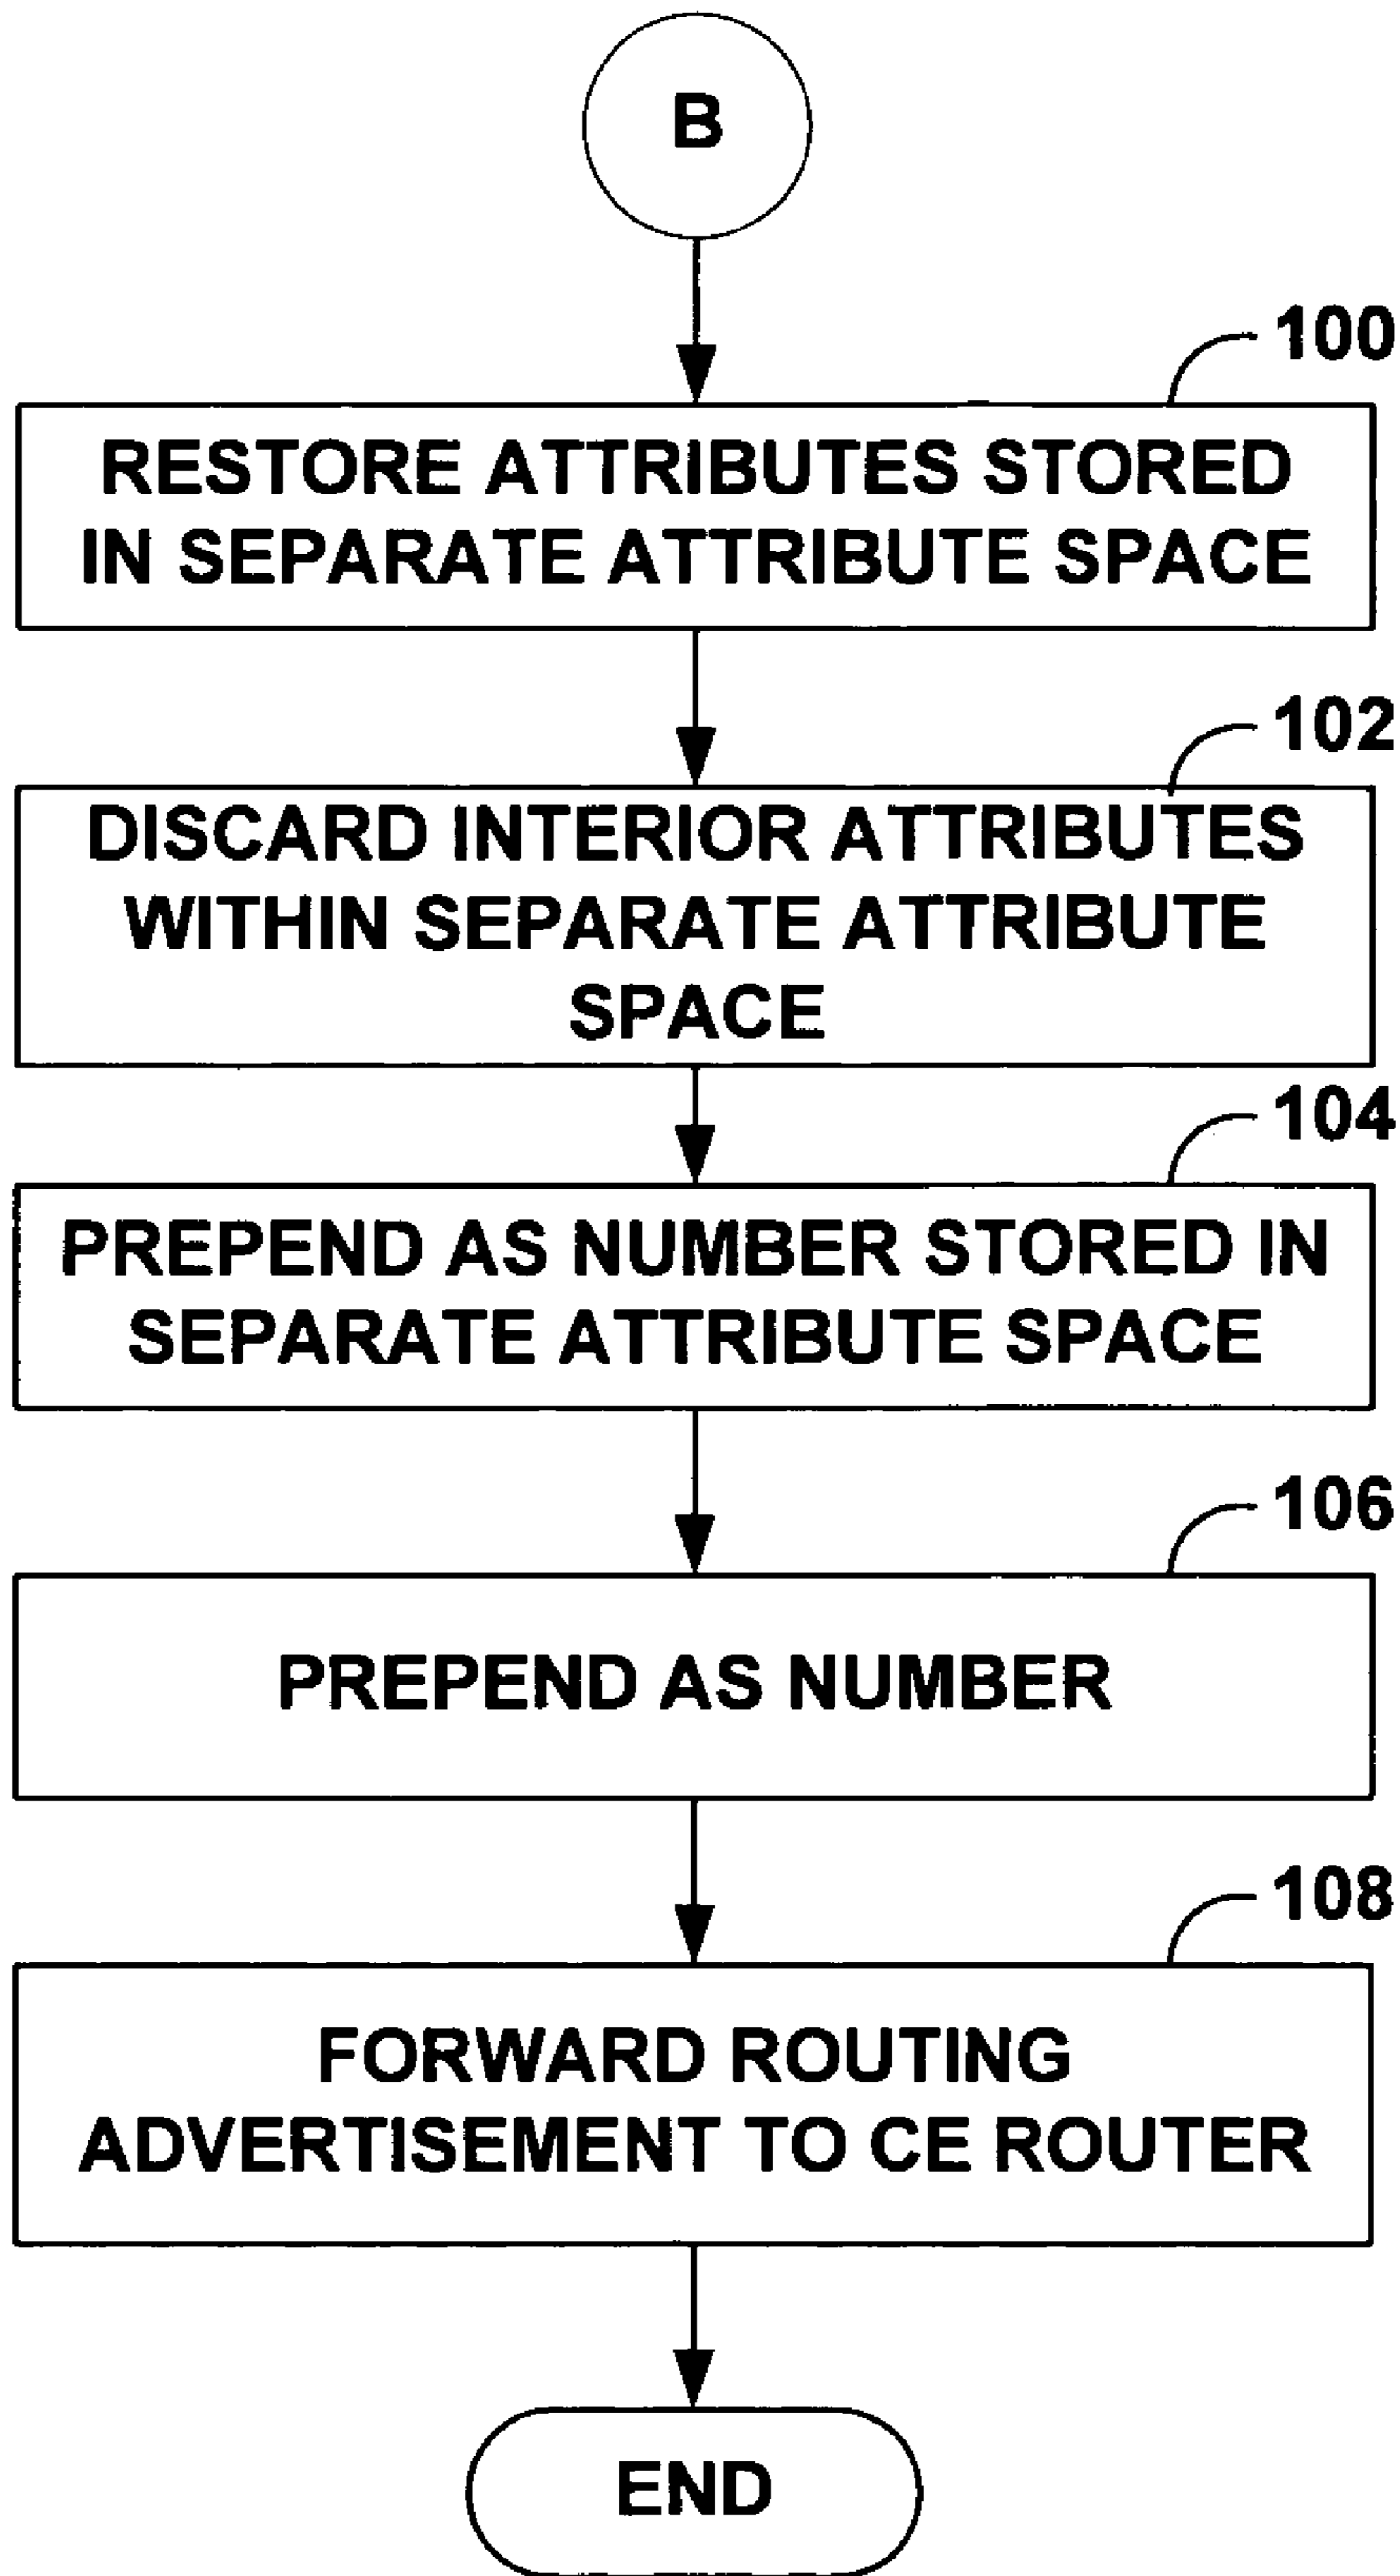 B
100
RESTORE ATTRIBUTES STORED
IN SEPARATE ATTRIBUTE SPACE
102
DISCARD INTERIOR ATTRIBUTES
WITHIN SEPARATE ATTRIBUTE
SPACE
104
PREPEND AS NUMBER STORED IN
SEPARATE ATTRIBUTE SPACE
106
PREPEND AS NUMBER
108
FORWARD ROUTING
ADVERTISEMENT TO CE ROUTER
END